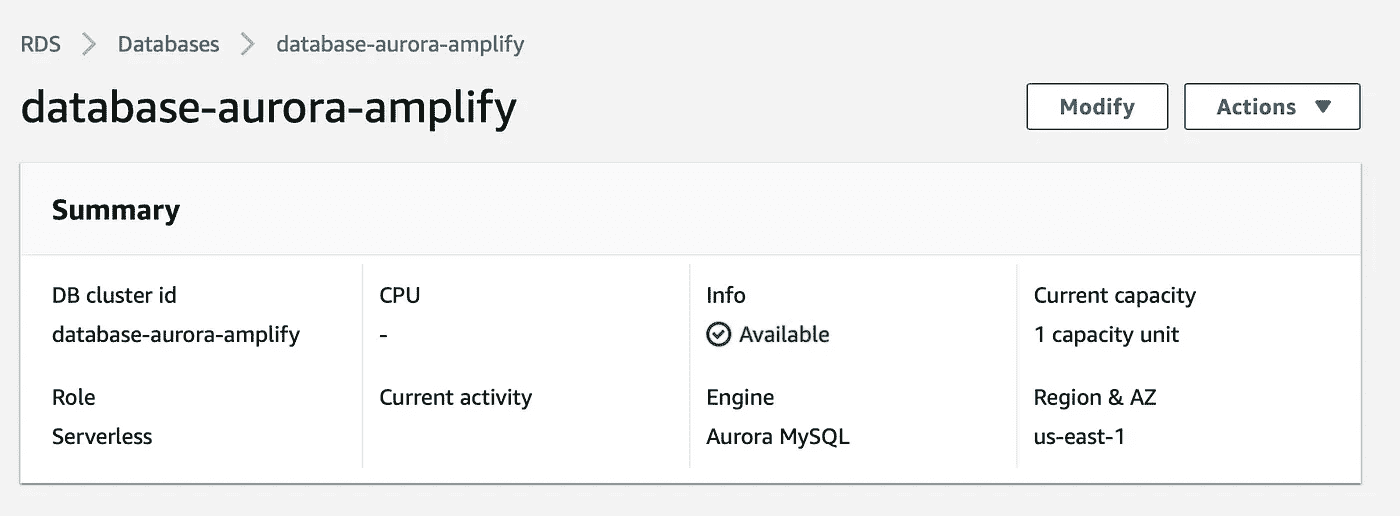 RDS > Databases > database-aurora-amplify
database-aurora-amplify
Modify
Actions ▼
Summary
DB cluster id
database-aurora-amplify
CPU
-
Info
Available
Current capacity
1 capacity unit
Role
Serverless
Current activity
Engine
Aurora MySQL
Region & AZ
us-east-1